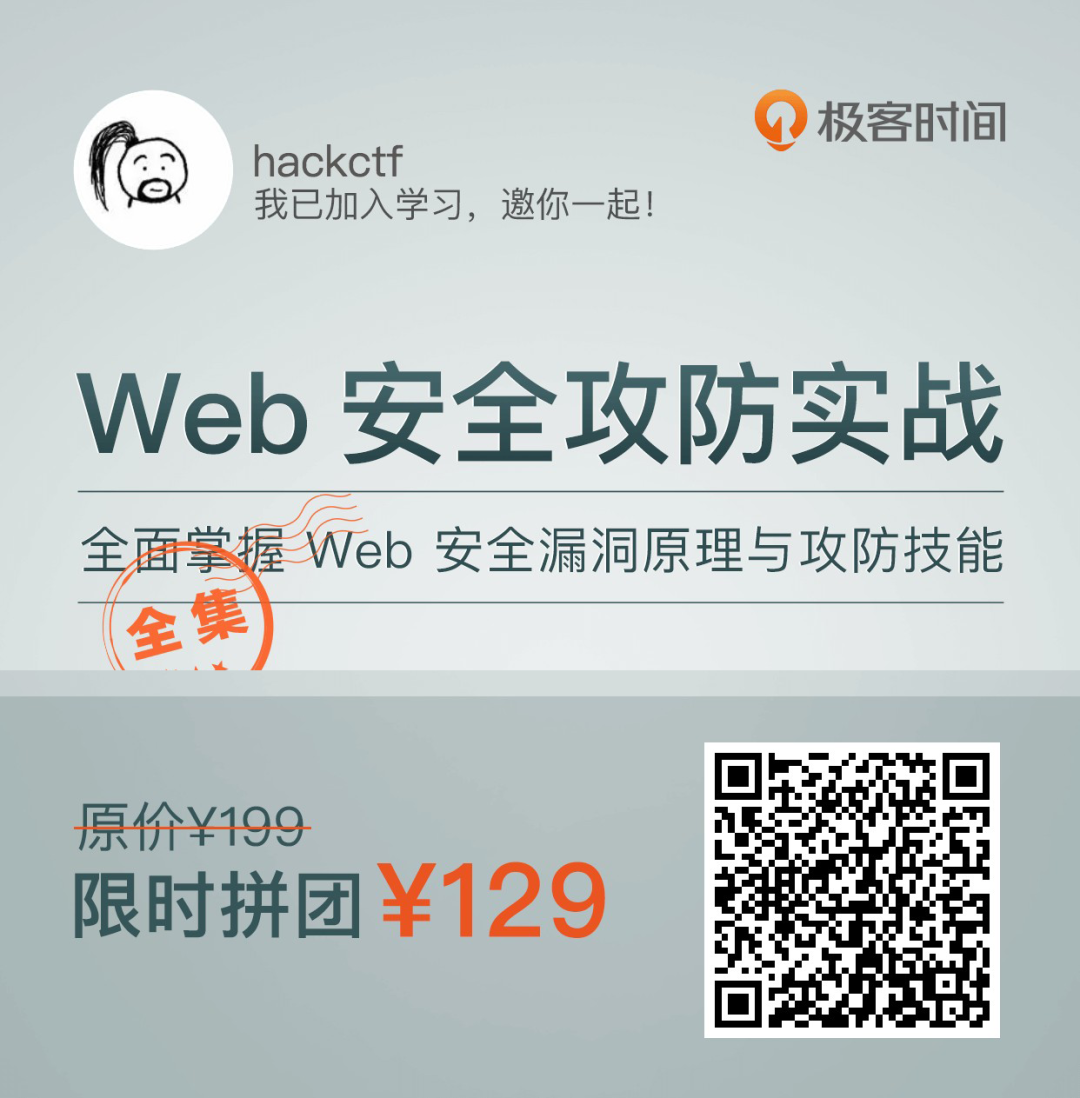 极客时间
hackctf
我已加入学习，邀你一起！
Web 安全攻防实战
全面掌握 Web 安全漏洞原理与攻防技能
全集
原价¥199
限时拼团 ¥129